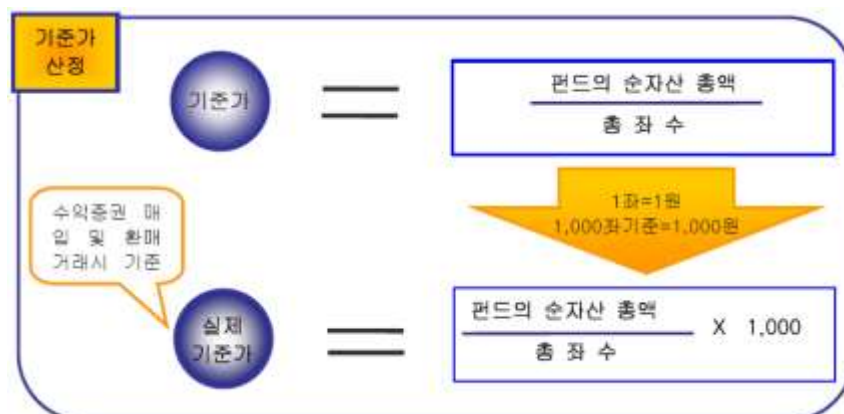 기준가
산정
기준가
펀드의 순자산 총액
총 좌 수
1좌=1원
1,000좌기준=1,000원
수익증권 매
입 및 환매
거래시 기준
실제
기준가
펀드의 순자산 총액
X 1,000
총 좌 수